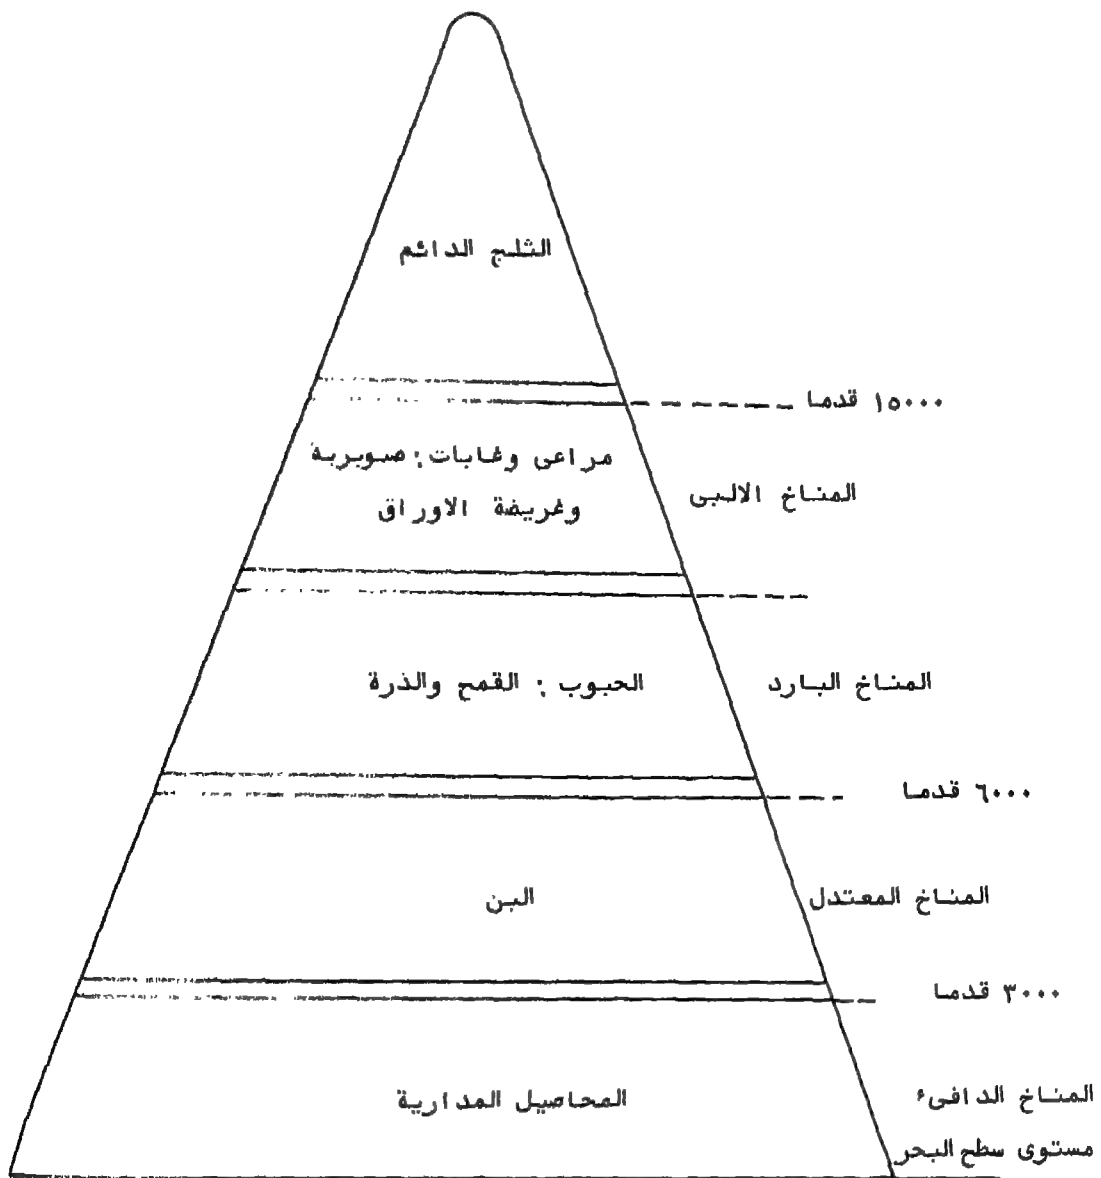 الثلج الدائم
١٥٠٠٠ قدما
مراعى وغابات : صوبرية
وغريضة الاوراق
المناخ الالبى
الحبوب : القمح والذرة
المناخ البارد
٦٠٠٠ قدما
البن
المناخ المعتدل
٣٠٠٠ قدما
المحاصيل المدارية
المناخ الدافىء
مستوى سطح البحر